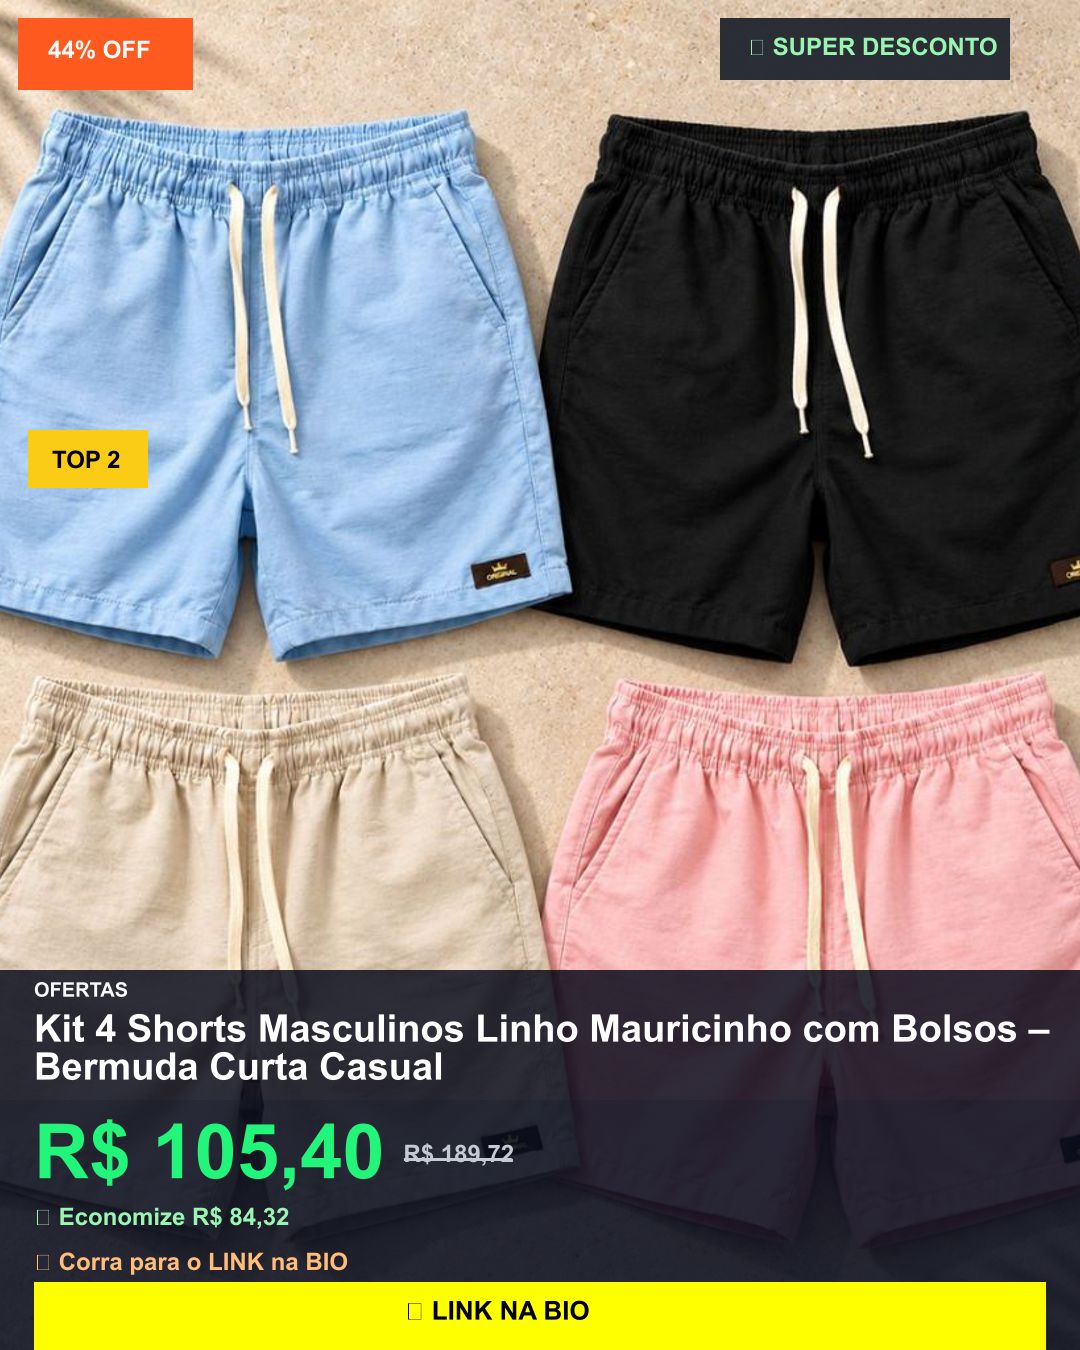 44% OFF
SUPER DESCONTO
TOP 2
ORIGINAL
OFERTAS
Kit 4 Shorts Masculinos Linho Mauricinho com Bolsos –
Bermuda Curta Casual
R$ 105,40 R$ 189,72
Economize R$ 84,32
Corra para o LINK na BIO
LINK NA BIO